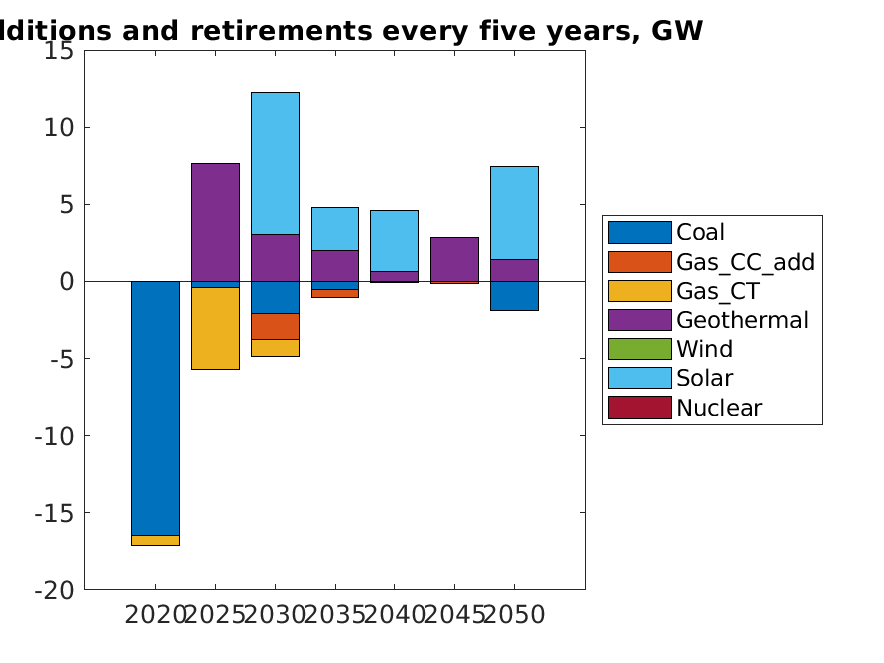 dditions and retirements every five years, GW
15
10
5
0
-5
-10
-15
-20
2020
2025
2030
2035
2040
2045
2050
Coal
Gas_CC_add
Gas_CT
Geothermal
Wind
Solar
Nuclear